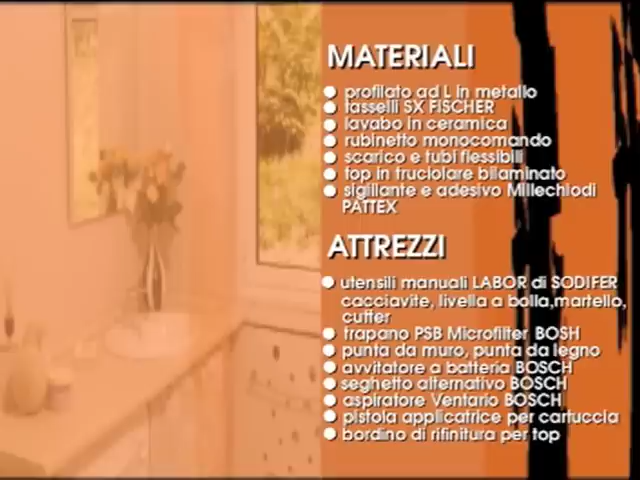 MATERIALI
profilato ad L in metallo
tasselli SX FISCHER
lavabo in ceramica
rubinetto monocomando
scarico e tubi flessibili
top in truciolare bilaminato
sigillante e adesivo Millechiodi
PATTEX
ATTREZZI
utensili manuali LABOR di SODIFER
cacciavite, livella a bolla,martello,
cutter
trapano PSB Microfilter BOSH
punta da muro, punta da legno
avvitatore a batteria BOSCH
seghetto alternativo BOSCH
aspiratore Ventario BOSCH
pistola applicatrice per cartuccia
bordino di rifinitura per top